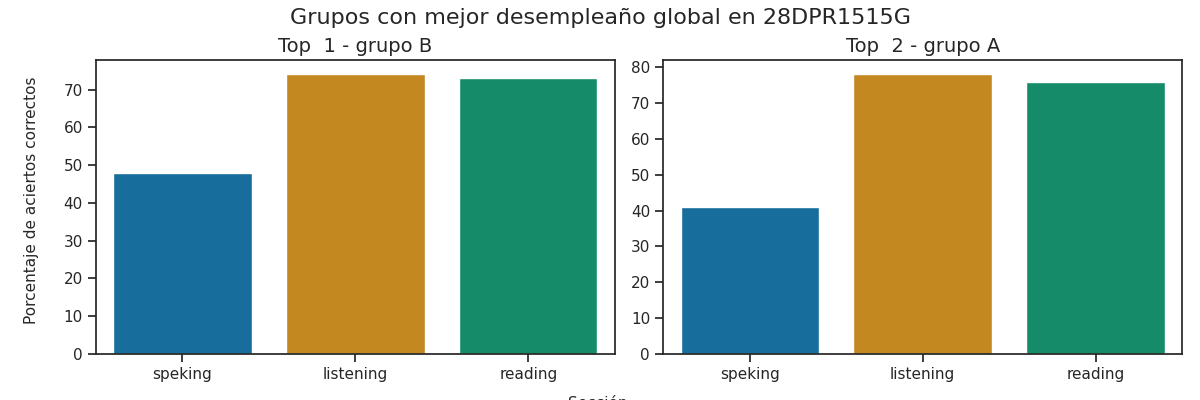 Grupos con mejor desempleaño global en 28DPR1515G
Top  1 - grupo B
Porcentaje de aciertos correctos
70
60
50
40
30
20
10
0
speking
listening
reading
Top  2 - grupo A
80
70
60
50
40
30
20
10
0
speking
listening
reading
Sección